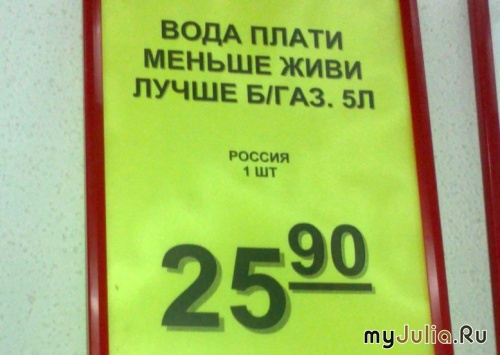 ВОДА ПЛАТИ
МЕНЬШЕ ЖИВИ
ЛУЧШЕ Б/ГАЗ. 5Л
РОССИЯ
1 ШТ
25 90
myJulia.Ru